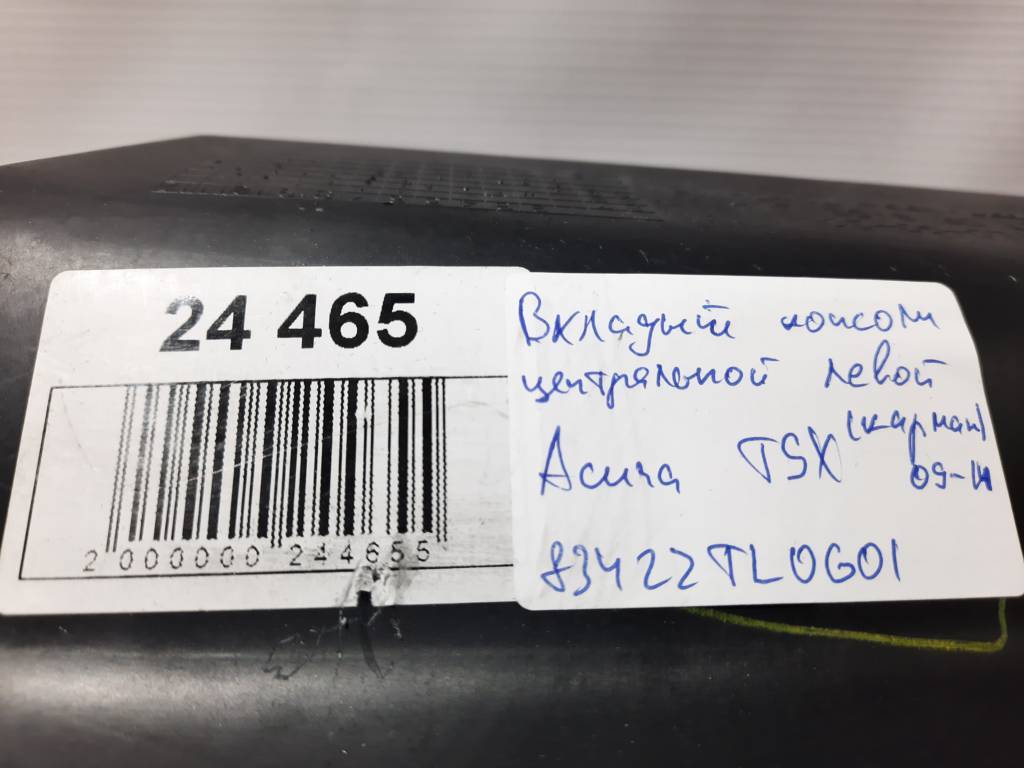 24 465
2 000000 244655
Вкладыш консоли
центральной левой
(карман)
Acura TSX 09-14
83422TL0G01